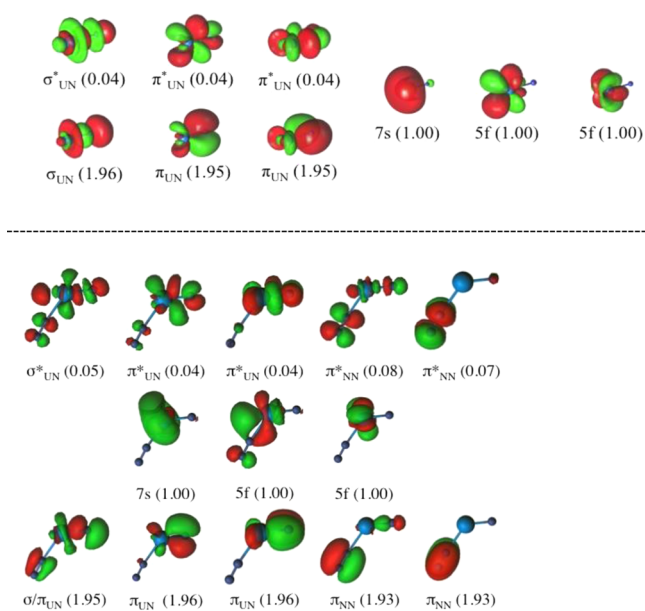 σ*UN (0.04) π*UN (0.04) π*UN (0.04)
7s (1.00) 5f (1.00) 5f (1.00)
σUN (1.96) πUN (1.95) πUN (1.95)
σ*UN (0.05) π*UN (0.04) π*UN (0.04) π*NN (0.08) π*NN (0.07)
7s (1.00) 5f (1.00) 5f (1.00)
σ/πUN (1.95) πUN (1.96) πUN (1.96) πNN (1.93) πNN (1.93)